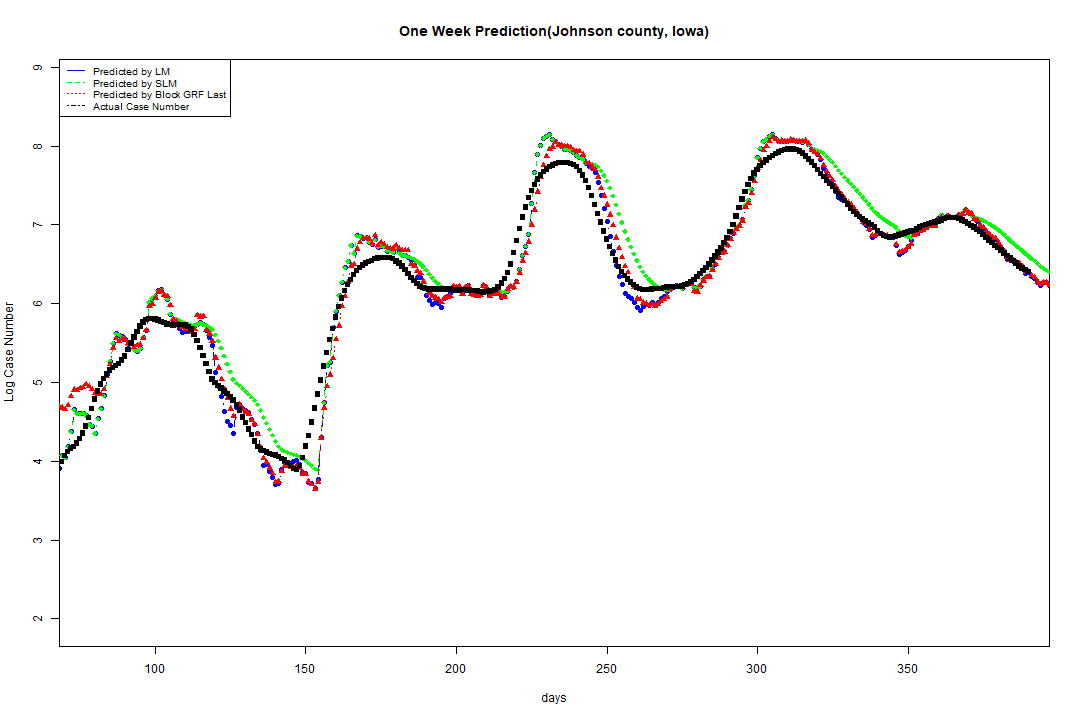 One Week Prediction(Johnson county, Iowa)
Predicted by LM
Predicted by SLM
Predicted by Block GRF Last
Actual Case Number
9
8
7
6
5
4
3
2
Log Case Number
100 150 200 250 300 350
days